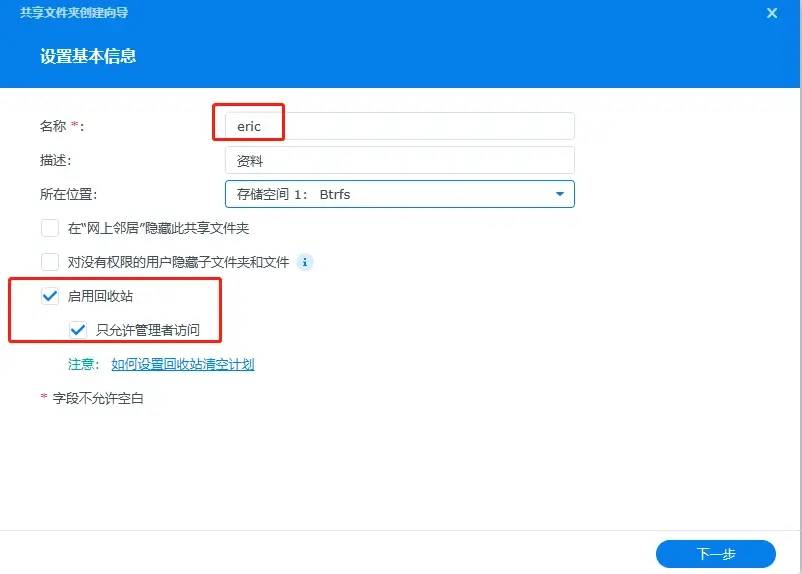 共享文件夹创建向导
设置基本信息
名称 *: eric
描述: 资料
所在位置: 存储空间 1: Btrfs
在“网上邻居”隐藏此共享文件夹
对没有权限的用户隐藏子文件夹和文件
启用回收站
只允许管理者访问
注意: 如何设置回收站清空计划
* 字段不允许空白
下一步